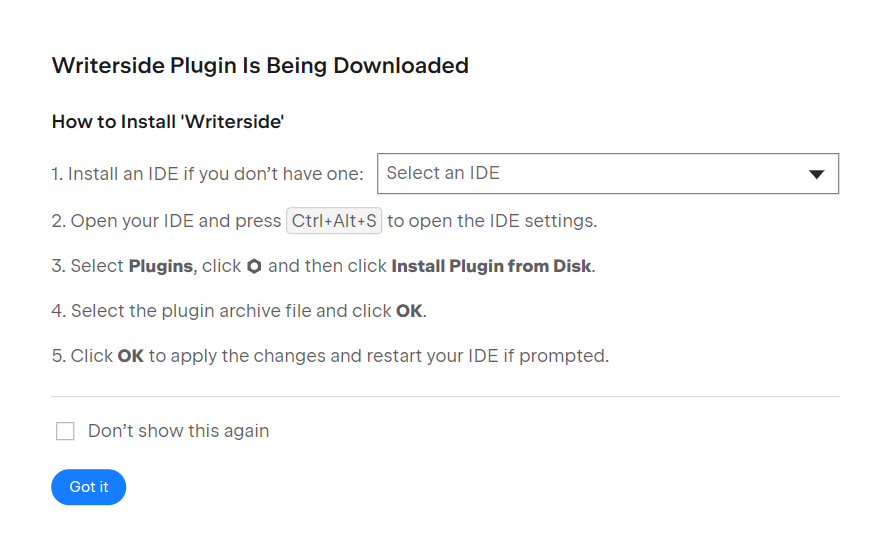 Writerside Plugin Is Being Downloaded
How to Install 'Writerside'
1. Install an IDE if you don’t have one: Select an IDE
2. Open your IDE and press Ctrl+Alt+S to open the IDE settings.
3. Select Plugins, click and then click Install Plugin from Disk.
4. Select the plugin archive file and click OK.
5. Click OK to apply the changes and restart your IDE if prompted.
Don’t show this again
Got it